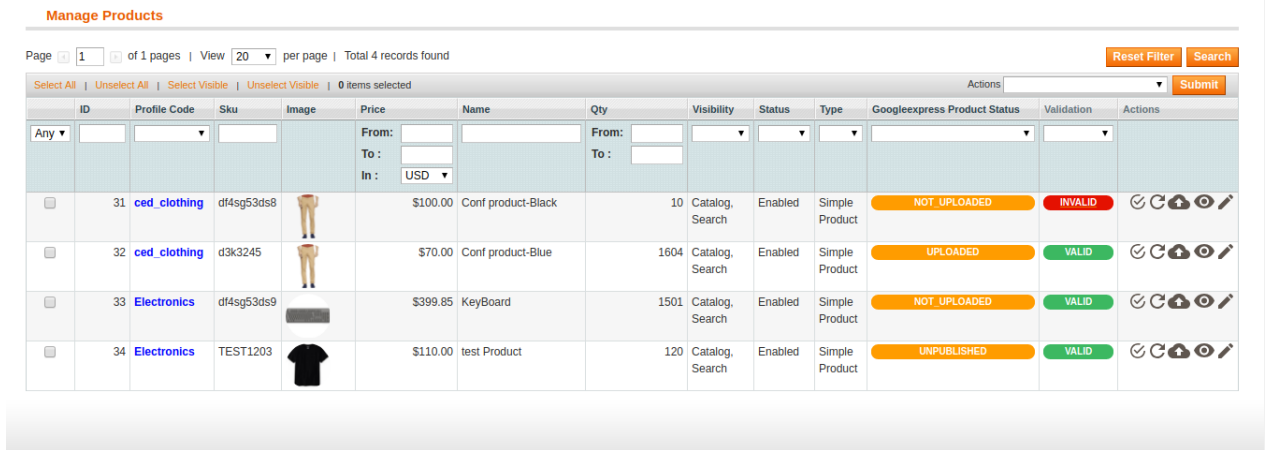 Manage Products
Page 1 of 1 pages | View 20 per page | Total 4 records found
Reset Filter Search
Select All | Unselect All | Select Visible | Unselect Visible | 0 items selected
Actions Submit
ID Profile Code Sku Image Price Name Qty Visibility Status Type Googleexpress Product Status Validation Actions
Any From: From:
To : To :
In : USD
31 ced_clothing df4sg53ds8 $100.00 Conf product-Black 10 Catalog, Enabled Simple NOT_UPLOADED INVALID
Search Product
32 ced_clothing d3k3245 $70.00 Conf product-Blue 1604 Catalog, Enabled Simple UPLOADED VALID
Search Product
33 Electronics df4sg53ds9 $399.85 KeyBoard 1501 Catalog, Enabled Simple NOT_UPLOADED VALID
Search Product
34 Electronics TEST1203 $110.00 test Product 120 Catalog, Enabled Simple UNPUBLISHED VALID
Search Product